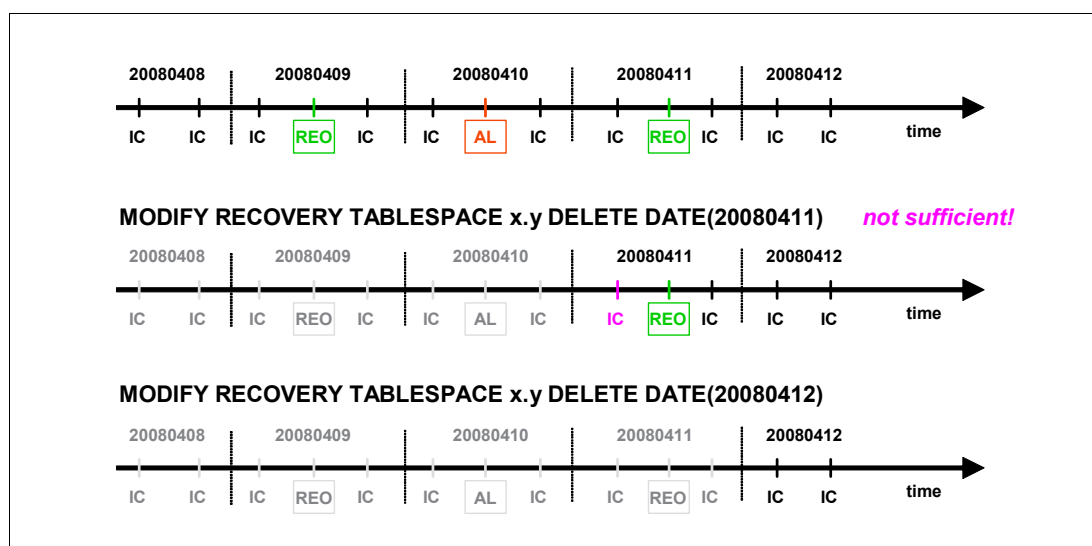 20080408 20080409 20080410 20080411 20080412
IC IC IC REO IC IC AL IC IC REO IC IC IC time
MODIFY RECOVERY TABLESPACE x.y DELETE DATE(20080411) not sufficient!
20080408 20080409 20080410 20080411 20080412
IC IC IC REO IC IC AL IC IC REO IC IC IC time
MODIFY RECOVERY TABLESPACE x.y DELETE DATE(20080412)
20080408 20080409 20080410 20080411 20080412
IC IC IC REO IC IC AL IC IC REO IC IC IC time